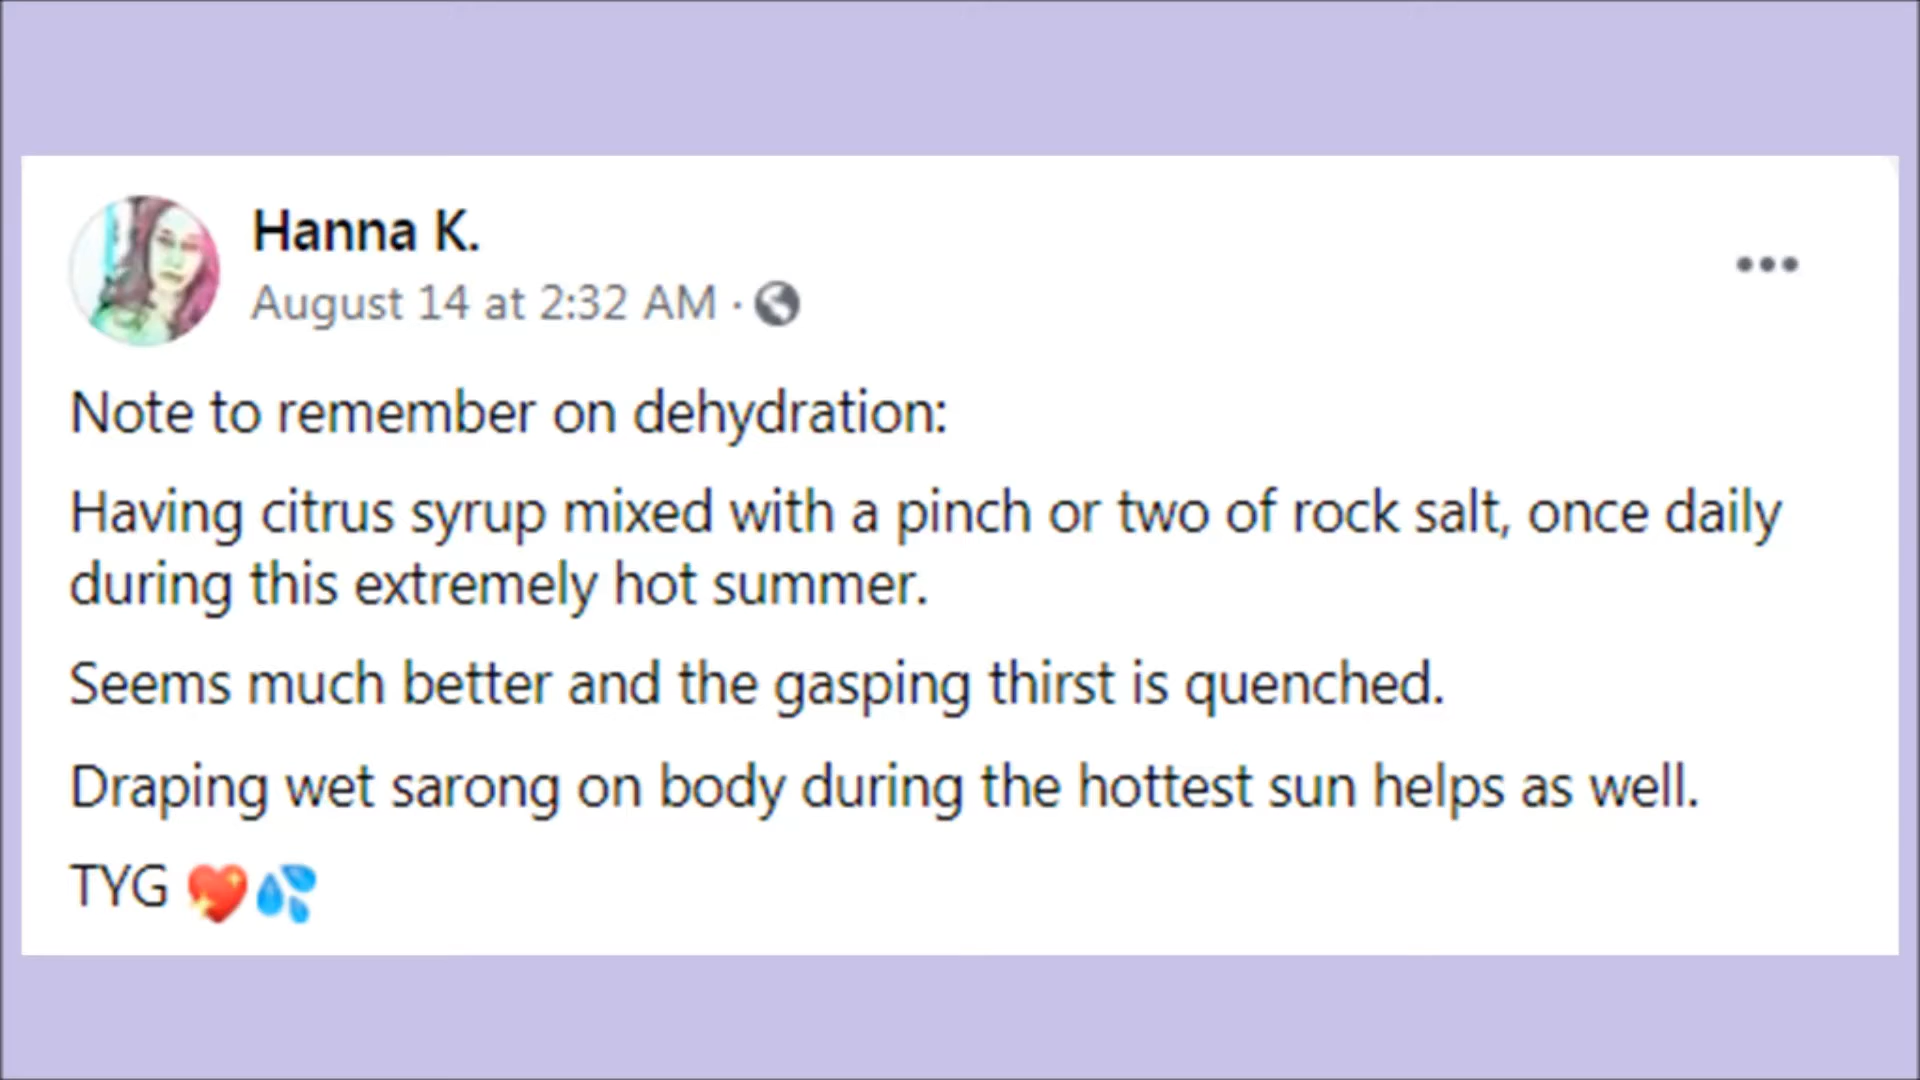 Hanna K.
August 14 at 2:32 AM ·
Note to remember on dehydration:
Having citrus syrup mixed with a pinch or two of rock salt, once daily
during this extremely hot summer.
Seems much better and the gasping thirst is quenched.
Draping wet sarong on body during the hottest sun helps as well.
TYG 💖💦